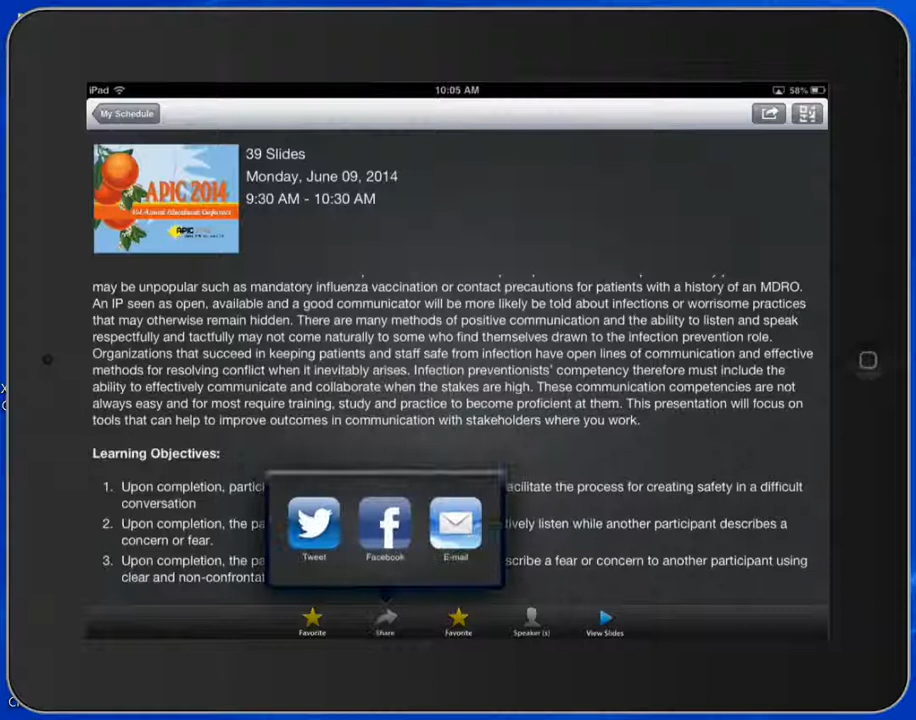 iPad
10:05 AM
58%
My Schedule
APIC 2014
39 Slides
Monday, June 09, 2014
9:30 AM - 10:30 AM
may be unpopular such as mandatory influenza vaccination or contact precautions for patients with a history of an MDRO.
An IP seen as open, available and a good communicator will be more likely be told about infections or worrisome practices
that may otherwise remain hidden. There are many methods of positive communication and the ability to listen and speak
respectfully and tactfully may not come naturally to some who find themselves drawn to the infection prevention role.
Organizations that succeed in keeping patients and staff safe from infection have open lines of communication and effective
methods for resolving conflict when it inevitably arises. Infection preventionists' competency therefore must include the
ability to effectively communicate and collaborate when the stakes are high. These communication competencies are not
always easy and for most require training, study and practice to become proficient at them. This presentation will focus on
tools that can help to improve outcomes in communication with stakeholders where you work.
Learning Objectives:
1. Upon completion, partici acilitate the process for creating safety in a difficult
conversation
2. Upon completion, the pa tively listen while another participant describes a
concern or fear.
3. Upon completion, the pa scribe a fear or concern to another participant using
clear and non-confrontat
Tweet
Facebook
E-mail
Favorite
Share
Favorite
Speaker (s)
View Slides